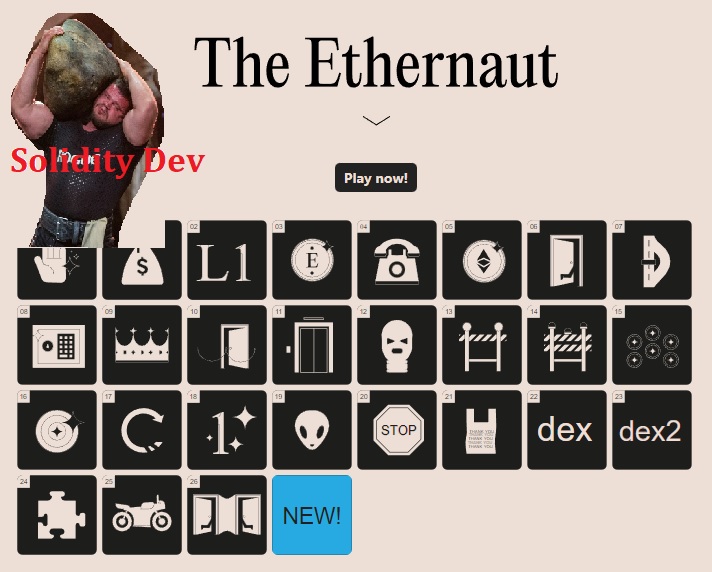 The Ethernaut
ROGUE
Solidity Dev
Play now!
$
02
03
04
05
06
07
L1
E
08
09
10
11
12
13
14
15
16
17
18
19
20
21
22
23
1
STOP
THANK YOU
THANK YOU
THANK YOU
THANK YOU
dex
dex2
24
25
26
NEW!